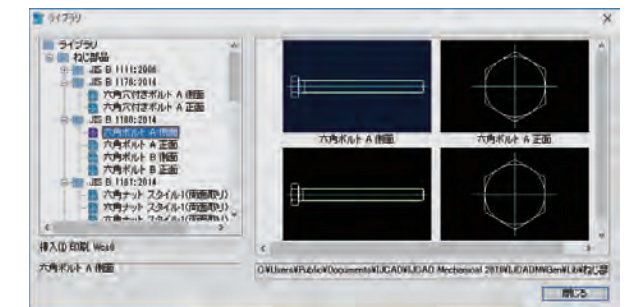 ライブラリ
ライブラリ
ねじ部品
JIS B 1111:2006
JIS B 1176:2014
六角穴付きボルト A 側面
六角穴付きボルト A 正面
JIS B 1180:2014
六角ボルト A 側面
六角ボルト A 正面
六角ボルト B 側面
六角ボルト B 正面
JIS B 1181:2014
六角ナット スタイル-1(両面取り)
六角ナット スタイル-1(両面取り)
六角ボルト A 側面
六角ボルト A 正面
六角ボルト A 側面
閉じる